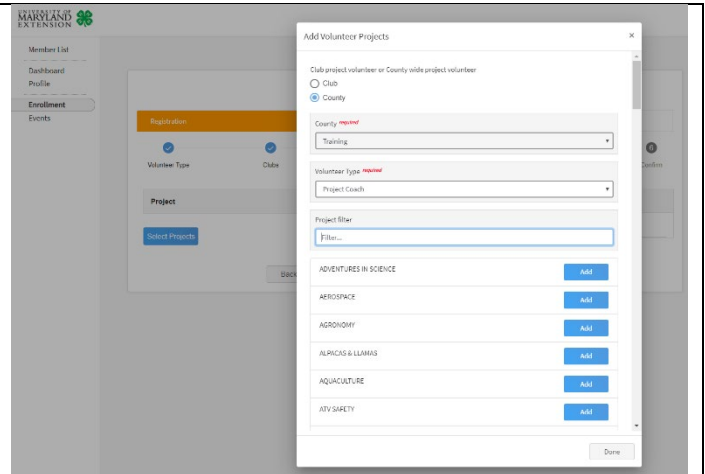 UNIVERSITY OF
MARYLAND
EXTENSION
Member List
Dashboard
Profile
Enrollment
Events
Registration
Volunteer Type
Clubs
6
Confirm
Project
Select Projects
Back
Add Volunteer Projects
×
Club project volunteer or County wide project volunteer
Club
County
County required
Training
Volunteer Type required
Project Coach
Project filter
Filter...
ADVENTURES IN SCIENCE Add
AEROSPACE Add
AGRONOMY Add
ALPACAS & LLAMAS Add
AQUACULTURE Add
ATV SAFETY Add
Done